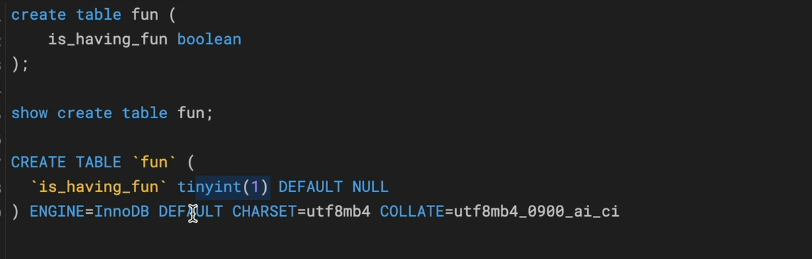 create table fun (
    is_having_fun boolean
);
show create table fun;
CREATE TABLE `fun` (
  `is_having_fun` tinyint(1) DEFAULT NULL
) ENGINE=InnoDB DEFAULT CHARSET=utf8mb4 COLLATE=utf8mb4_0900_ai_ci